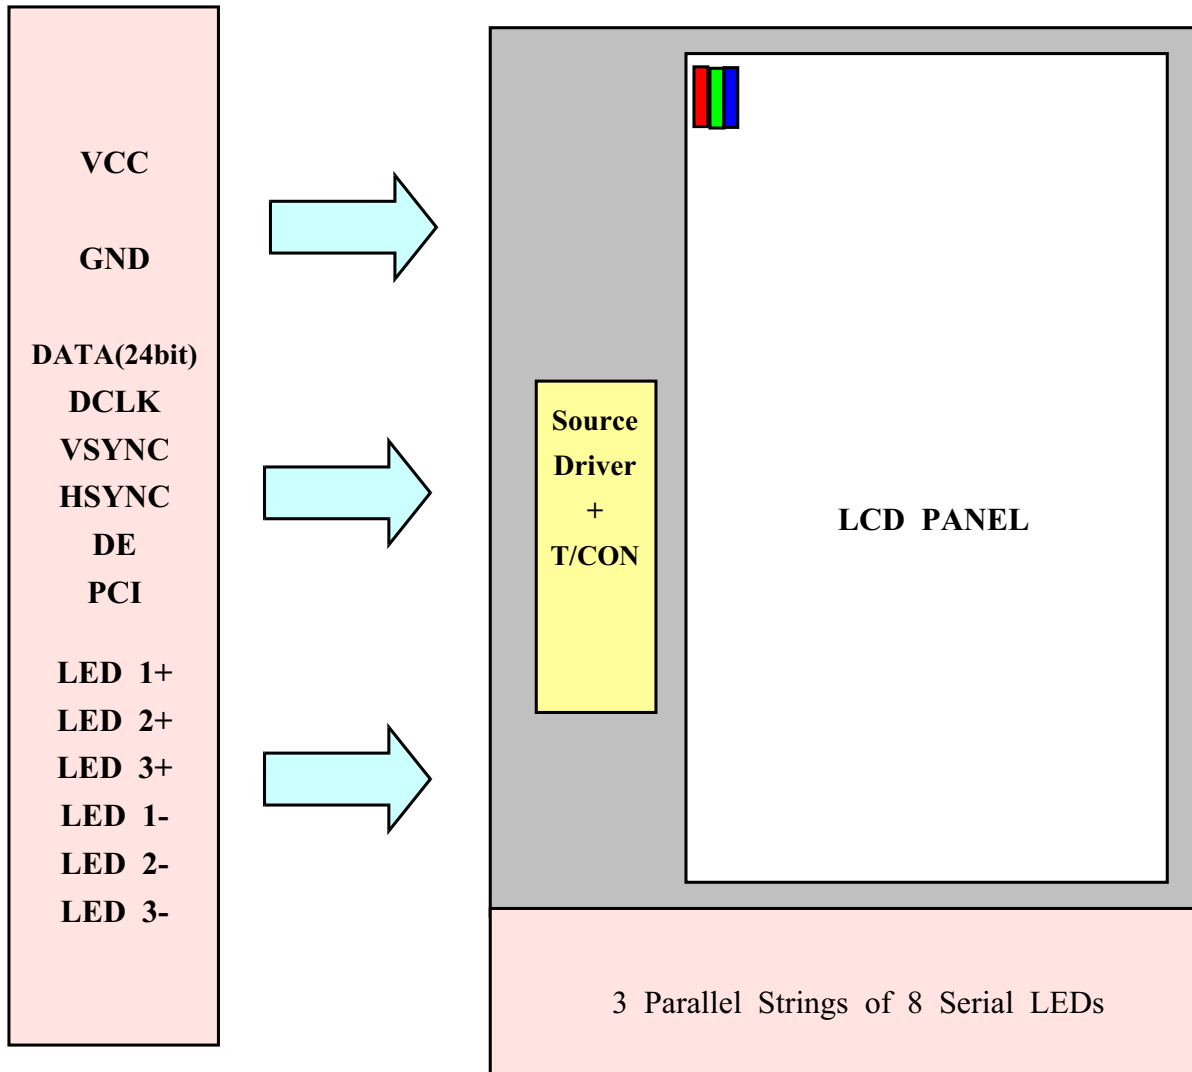 VCC
GND
DATA(24bit)
DCLK
VSYNC
HSYNC
DE
PCI
LED 1+
LED 2+
LED 3+
LED 1-
LED 2-
LED 3-
Source
Driver
+
T/CON
LCD PANEL
3 Parallel Strings of 8 Serial LEDs